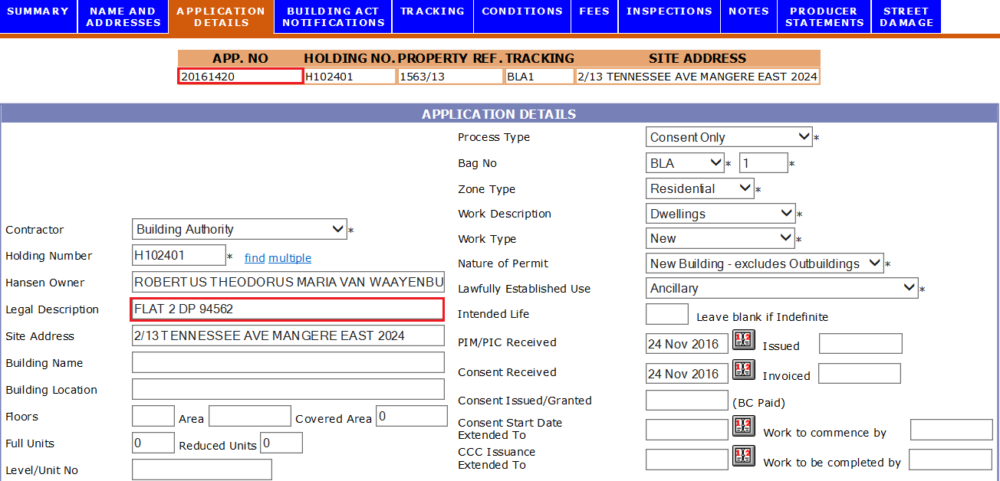 SUMMARY
NAME AND ADDRESSES
APPLICATION DETAILS
BUILDING ACT NOTIFICATIONS
TRACKING
CONDITIONS
FEES
INSPECTIONS
NOTES
PRODUCER STATEMENTS
STREET DAMAGE
APP. NO HOLDING NO. PROPERTY REF. TRACKING SITE ADDRESS
20161420 H102401 1563/13 BLA1 2/13 TENNESSEE AVE MANGERE EAST 2024
APPLICATION DETAILS
Contractor Building Authority *
Holding Number H102401 * find multiple
Hansen Owner ROBERTUS THEODORUS MARIA VAN WAAYENBU
Legal Description FLAT 2 DP 94562
Site Address 2/13 TENNESSEE AVE MANGERE EAST 2024
Building Name
Building Location
Floors Area Covered Area 0
Full Units 0 Reduced Units 0
Level/Unit No
Process Type Consent Only *
Bag No BLA * 1 *
Zone Type Residential *
Work Description Dwellings *
Work Type New *
Nature of Permit New Building - excludes Outbuildings *
Lawfully Established Use Ancillary *
Intended Life Leave blank if Indefinite
PIM/PIC Received 24 Nov 2016 Issued
Consent Received 24 Nov 2016 Invoiced
Consent Issued/Granted (BC Paid)
Consent Start Date
Extended To Work to commence by
CCC Issuance
Extended To Work to be completed by